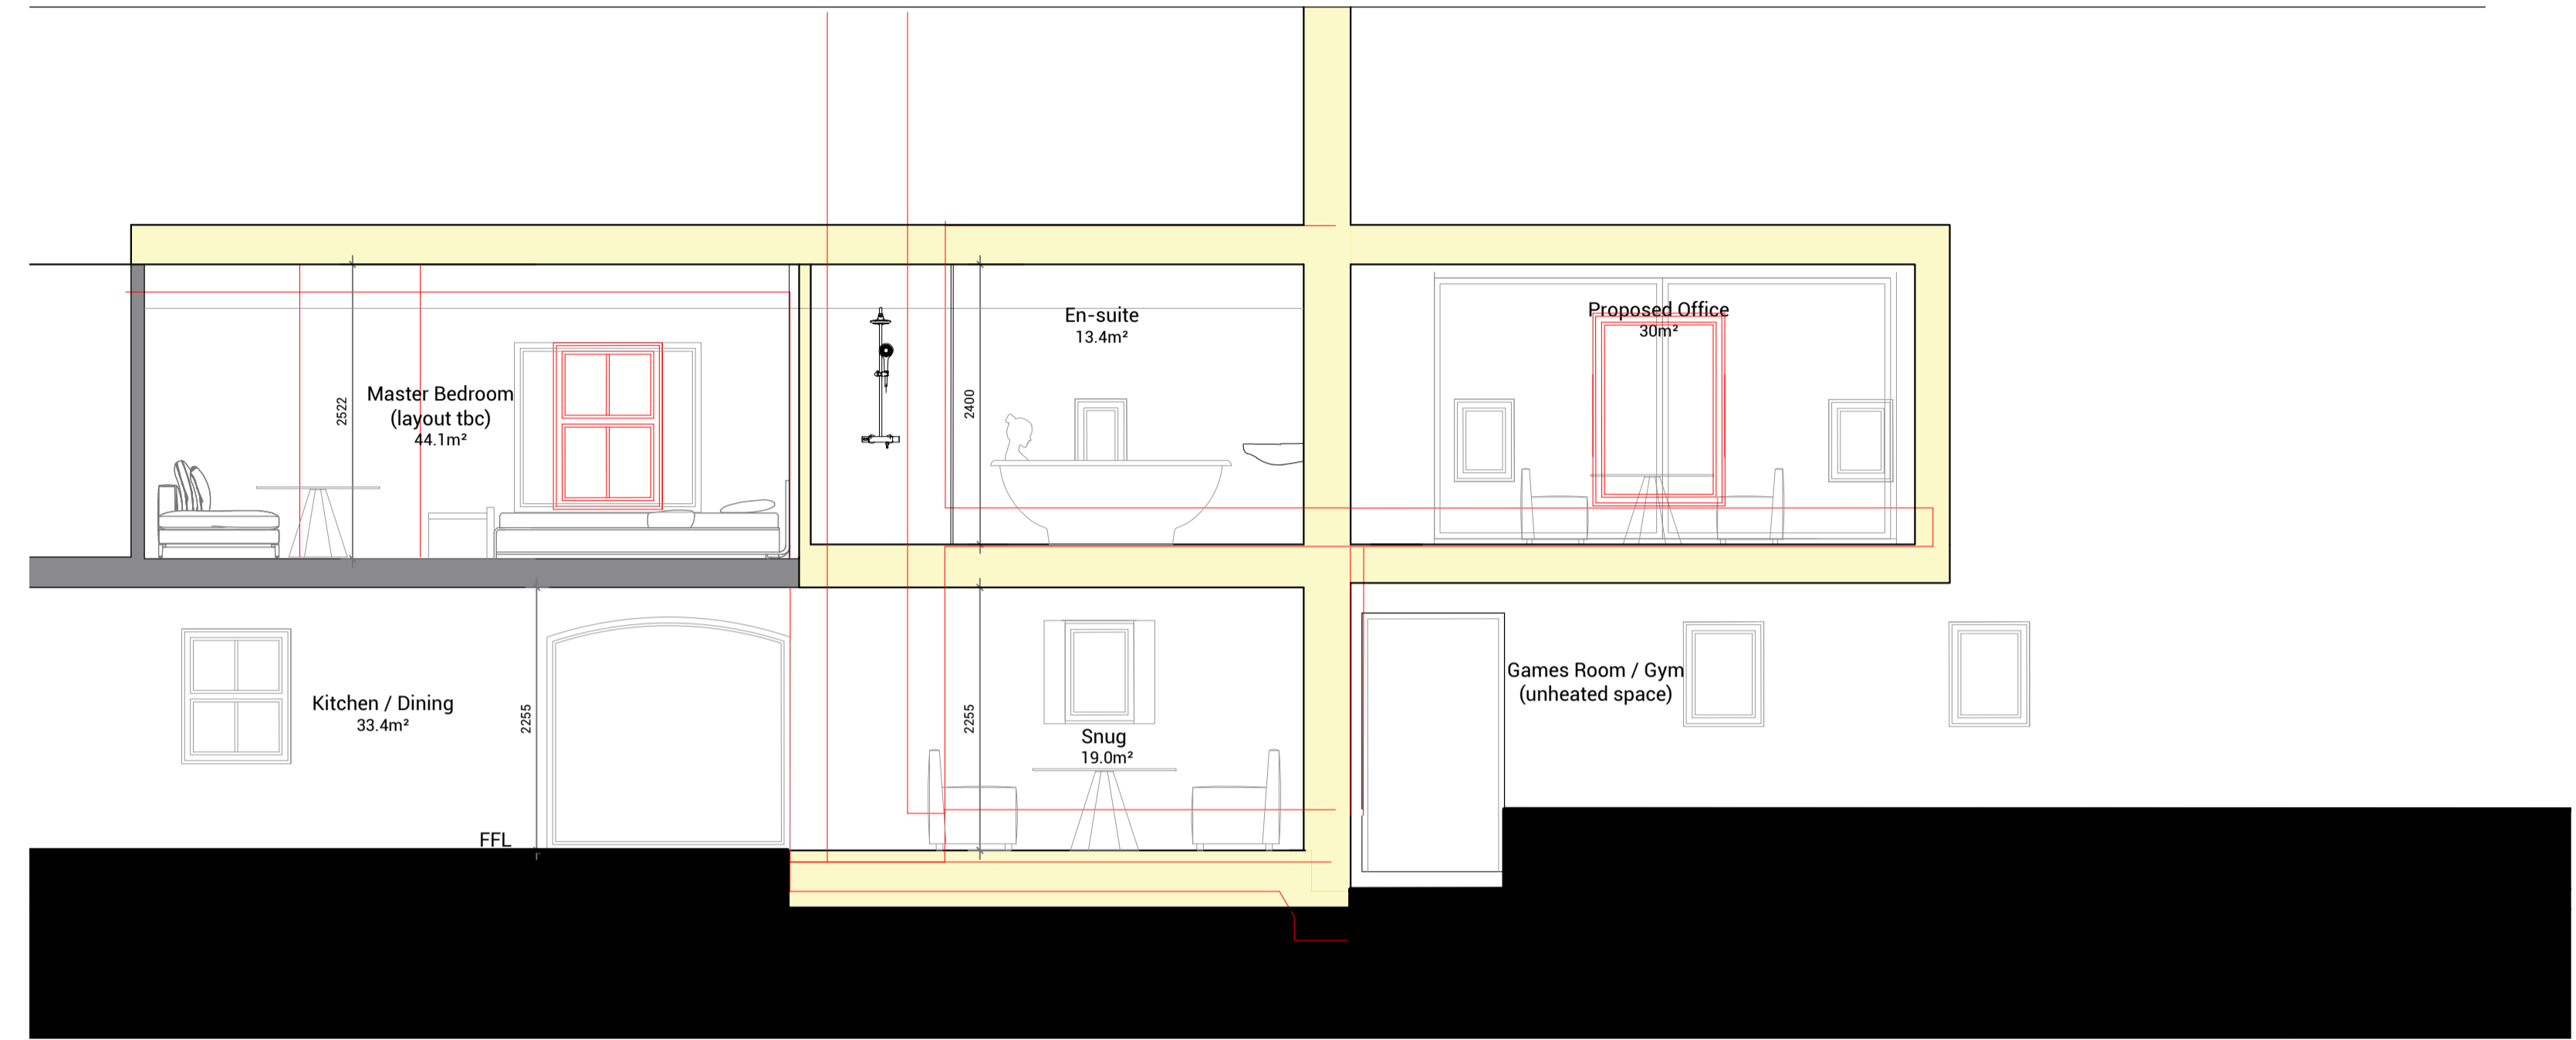 En-suite
13.4m²
Proposed Office
30m²
Master Bedroom
(layout tbc)
44.1m²
2522
2400
Kitchen / Dining
33.4m²
2255
2255
Snug
19.0m²
Games Room / Gym
(unheated space)
FFL